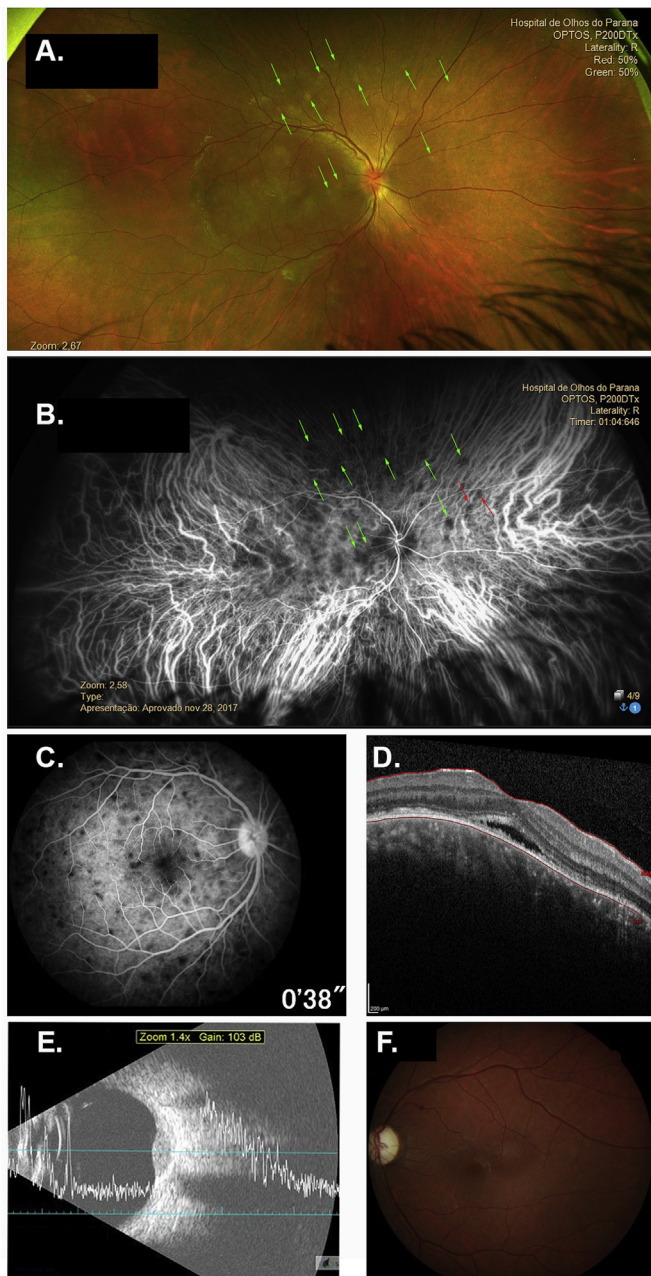 A.
Hospital de Olhos do Parana
OPTOS, P200DTx
Laterality: R
Red: 50%
Green: 50%
Zoom: 2,67
B.
Hospital de Olhos do Parana
OPTOS, P200DTx
Laterality: R
Timer: 01:04:646
Zoom: 2,58
Type:
Apresentação: Aprovado nov 28, 2017
4/9
1
C.
0'38"
D.
200 µm
E.
Zoom 1.4x Gain: 103 dB
F.